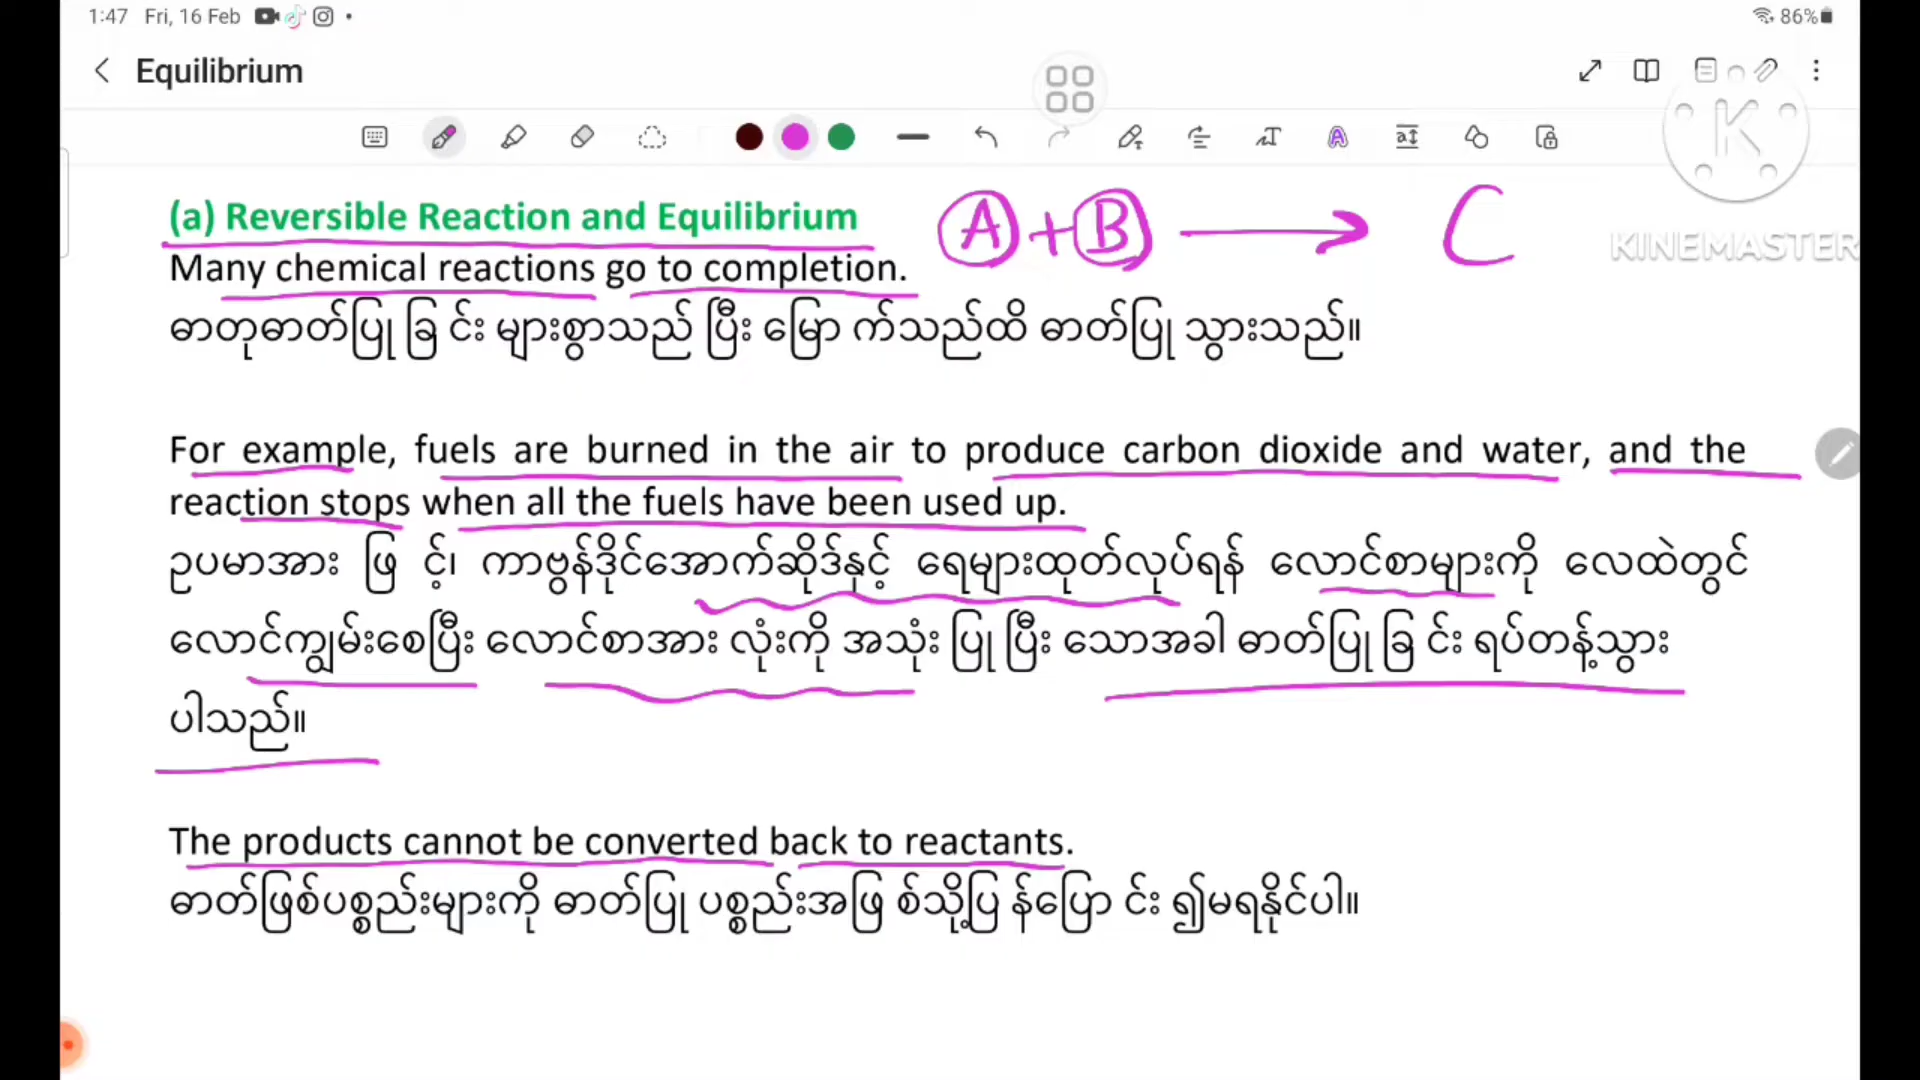 1:47 Fri, 16 Feb
86%
Equilibrium
(a) Reversible Reaction and Equilibrium
A + B → C
KINEMASTER
Many chemical reactions go to completion.
ဓာတုဓာတ်ပြု ခြ င်း များစွာသည် ပြီး မြော က်သည်ထိ ဓာတ်ပြု သွားသည်။
For example, fuels are burned in the air to produce carbon dioxide and water, and the
reaction stops when all the fuels have been used up.
ဥပမာအား ဖြ င့်၊ ကာဗွန်ဒိုင်အောက်ဆိုဒ်နှင့် ရေများထုတ်လုပ်ရန် လောင်စာများကို လေထဲတွင်
လောင်ကျွမ်းစေပြီး လောင်စာအား လုံးကို အသုံး ပြု ပြီး သောအခါ ဓာတ်ပြု ခြ င်း ရပ်တန့်သွား
ပါသည်။
The products cannot be converted back to reactants.
ဓာတ်ဖြစ်ပစ္စည်းများကို ဓာတ်ပြု ပစ္စည်းအဖြ စ်သို့ပြ န်ပြော င်း ၍မရနိုင်ပါ။